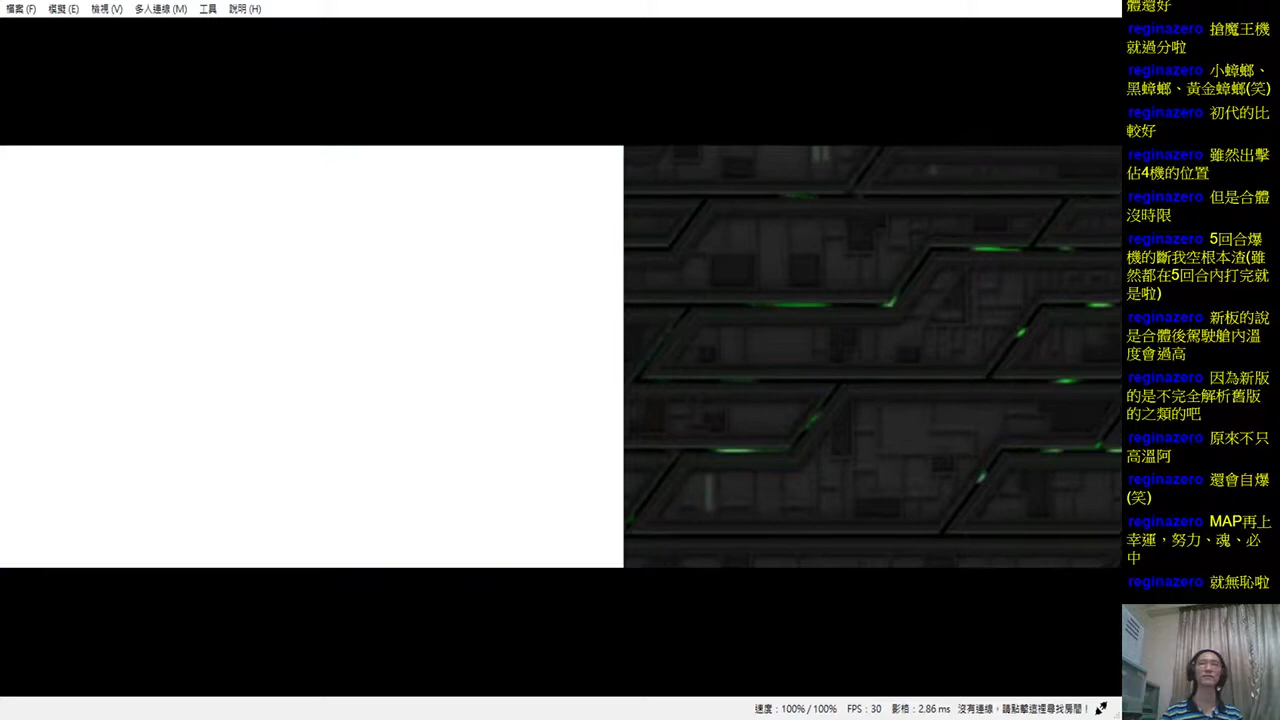 檔案(F) 模擬(E) 檢視(V) 多人連線(M) 工具 說明(H)
體還好
reginazero 搶魔王機
就過分啦
reginazero 小蟑螂、
黑蟑螂、黃金蟑螂(笑)
reginazero 初代的比
較好
reginazero 雖然出擊
佔4機的位置
reginazero 但是合體
沒時限
reginazero 5回合爆
機的斷我空根本渣(雖
然都在5回合內打完就
是啦)
reginazero 新板的說
是合體後駕駛艙內溫
度會過高
reginazero 因為新版
的是不完全解析舊版
的之類的吧
reginazero 原來不只
高溫阿
reginazero 還會自爆
(笑)
reginazero MAP再上
幸運，努力、魂、必
中
reginazero 就無恥啦
速度：100% / 100% FPS：30 影格：2.86 ms 沒有連線。請點擊這裡尋找房間！